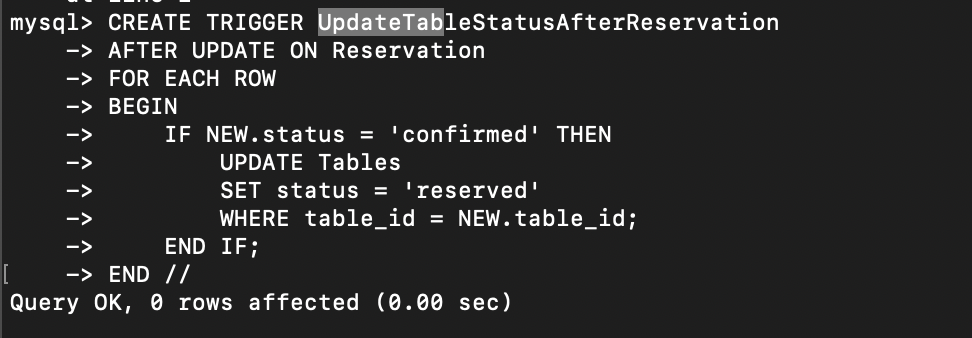 mysql> CREATE TRIGGER UpdateTableStatusAfterReservation
    -> AFTER UPDATE ON Reservation
    -> FOR EACH ROW
    -> BEGIN
    ->     IF NEW.status = 'confirmed' THEN
    ->         UPDATE Tables
    ->         SET status = 'reserved'
    ->         WHERE table_id = NEW.table_id;
    ->     END IF;
[    -> END //
Query OK, 0 rows affected (0.00 sec)